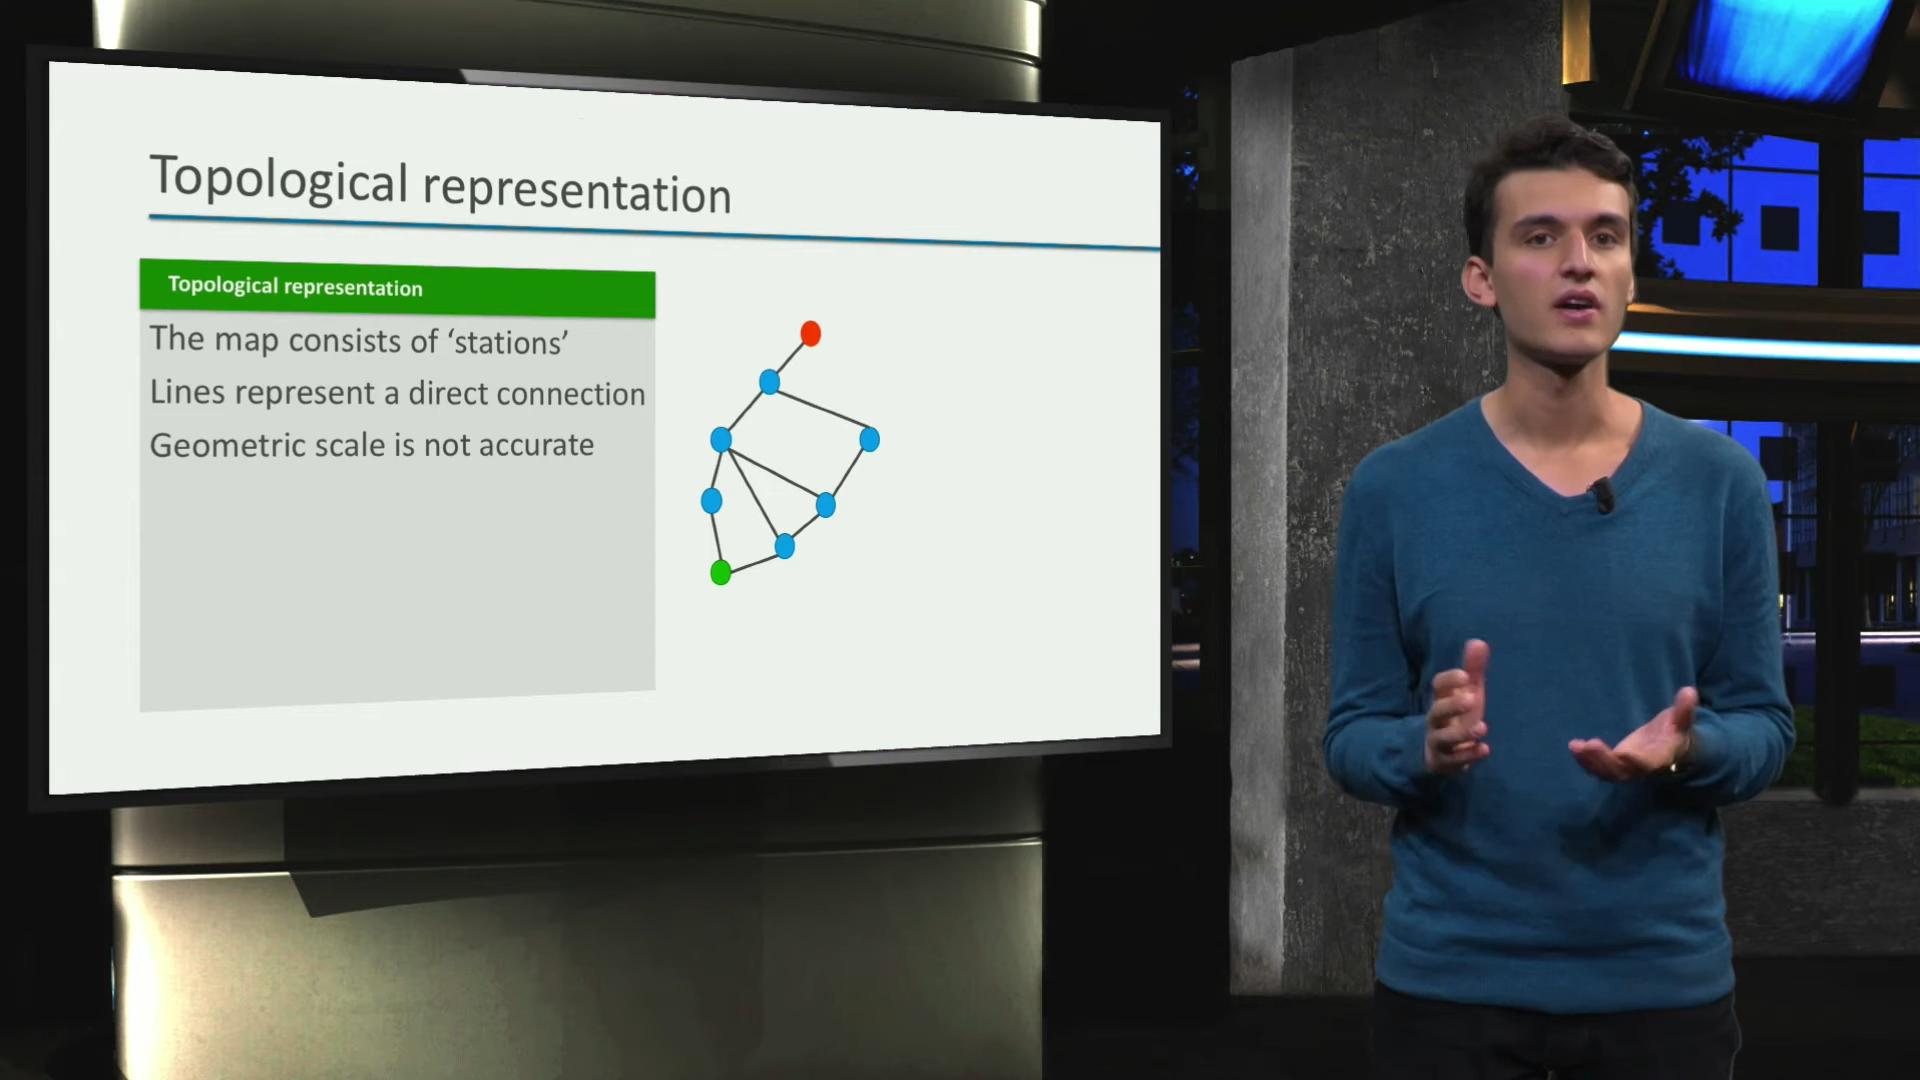 Topological representation
Topological representation
The map consists of ‘stations’
Lines represent a direct connection
Geometric scale is not accurate